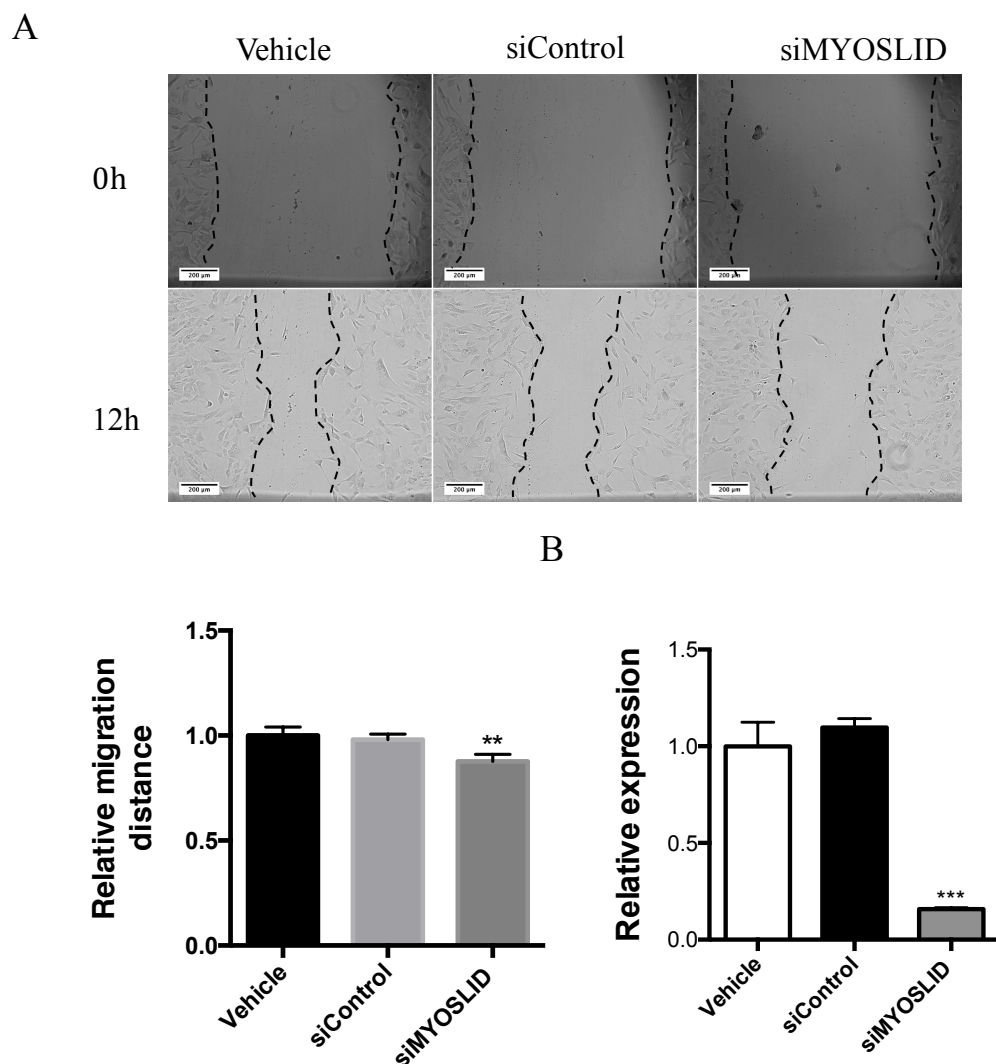 A
Vehicle
siControl
siMYOSLID
0h
200 µm
200 µm
200 µm
12h
200 µm
200 µm
200 µm
B
Relative migration
distance
1.5
1.0
0.5
0.0
**
Vehicle
siControl
siMYOSLID
Relative expression
1.5
1.0
0.5
0.0
***
Vehicle
siControl
siMYOSLID